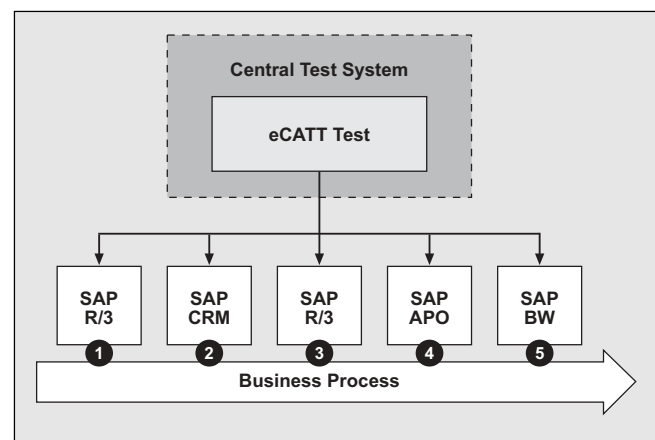 Central Test System
eCATT Test
SAP
R/3
SAP
CRM
SAP
R/3
SAP
APO
SAP
BW
1
2
3
4
5
Business Process